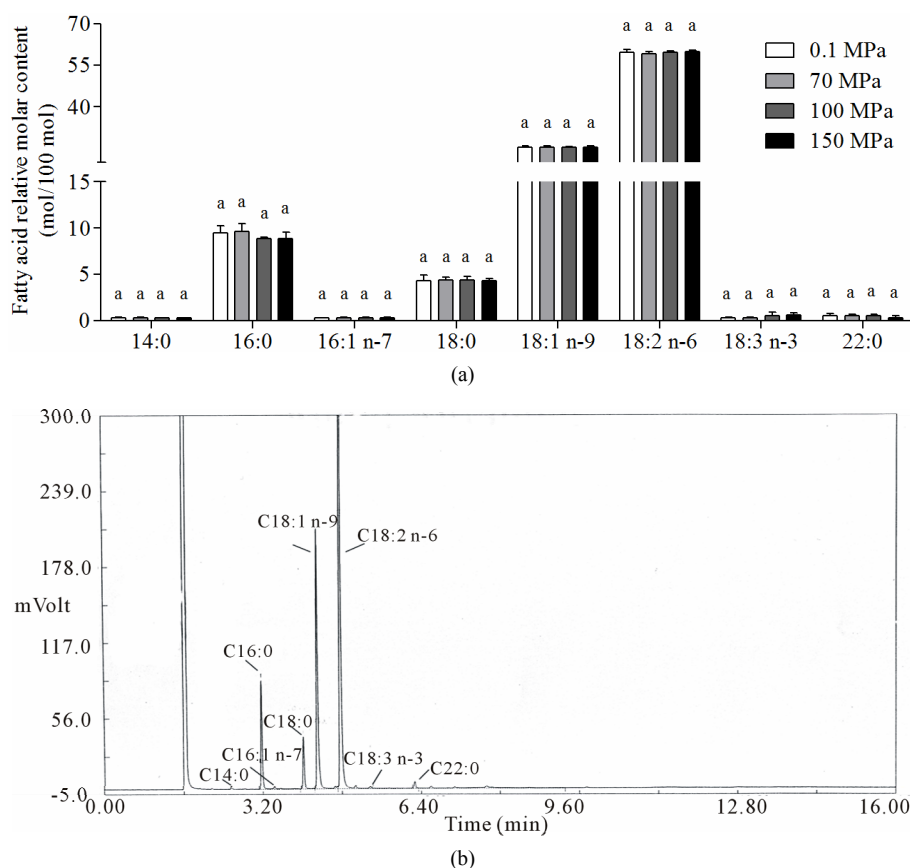 Fatty acid relative molar content
(mol/100 mol)
70
55
40
15
10
5
0
0.1 MPa
70 MPa
100 MPa
150 MPa
a a a a
a a a a
a a a a
a a a a
a a a a
a a a a
a a a a
a a a a
14:0 16:0 16:1 n-7 18:0 18:1 n-9 18:2 n-6 18:3 n-3 22:0
(a)
300.0
239.0
178.0
mVolt
117.0
56.0
-5.0
C18:1 n-9
C18:2 n-6
C16:0
C18:0
C16:1 n-7
C14:0
C18:3 n-3
C22:0
0.00 3.20 6.40 9.60 12.80 16.00
Time (min)
(b)